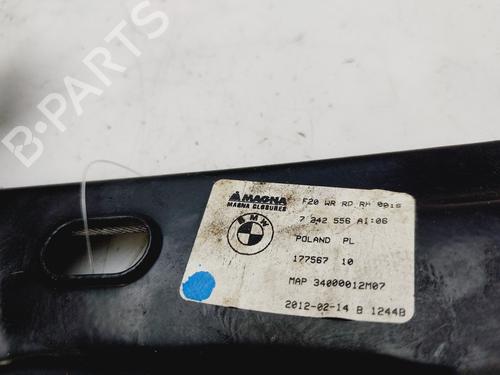 B-PARTS
MAGNA
MAGNA CLOSURES
BMW
F20 WR RD RH
7 242 556 A1:06
POLAND PL
177567 10
MAP 34000012M07
2012-02-14 B 1244B